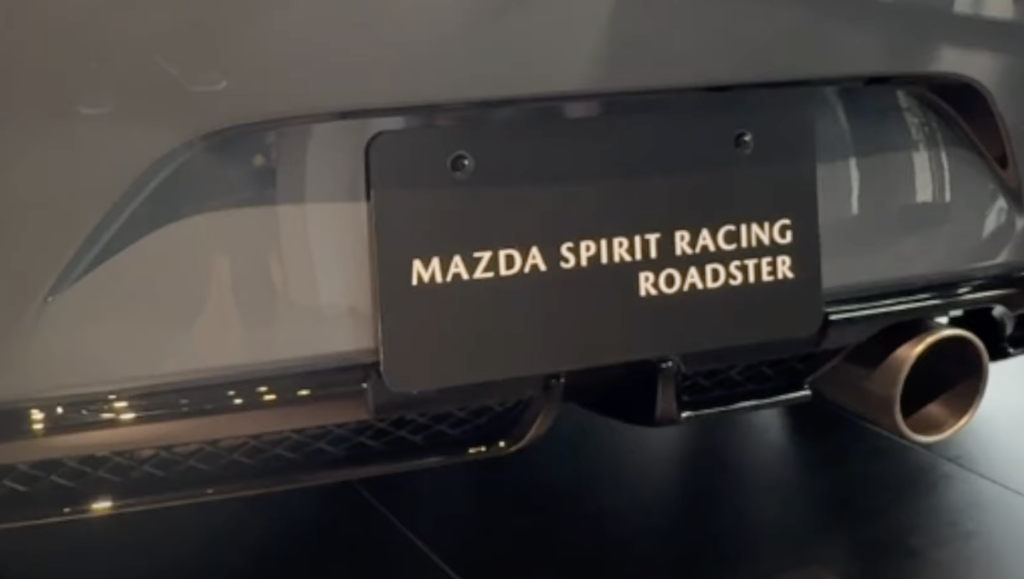 MAZDA SPIRIT RACING
ROADSTER